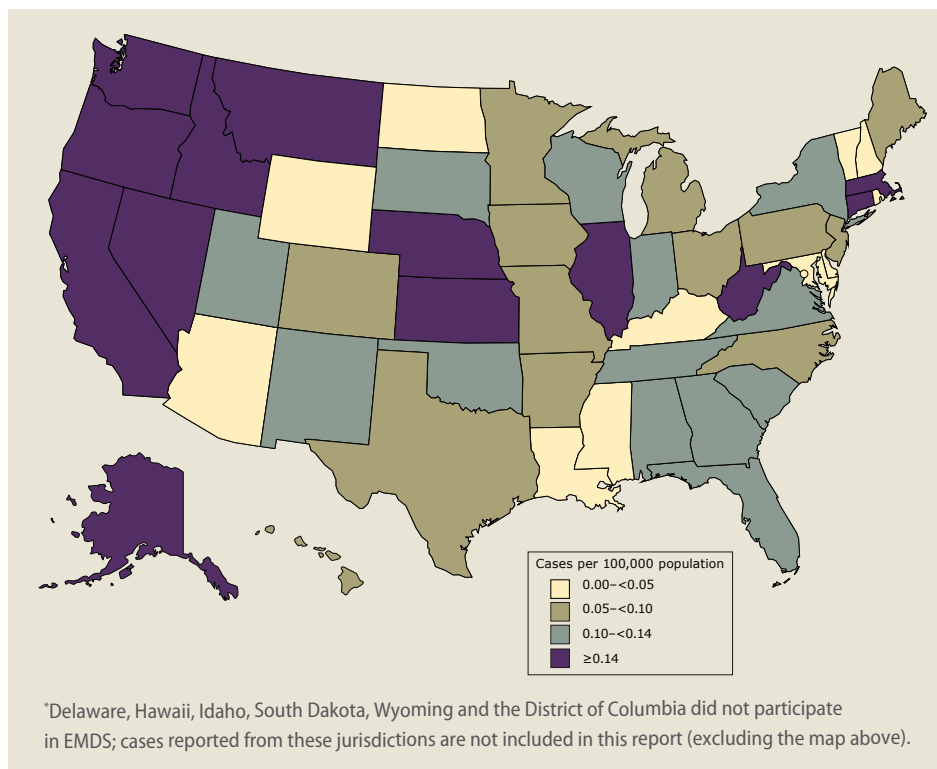 Cases per 100,000 population
0.00–<0.05
0.05–<0.10
0.10–<0.14
≥0.14
*Delaware, Hawaii, Idaho, South Dakota, Wyoming and the District of Columbia did not participate
in EMDS; cases reported from these jurisdictions are not included in this report (excluding the map above).